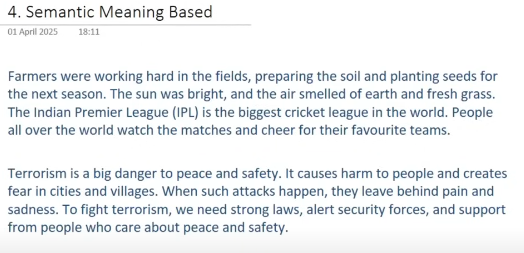 4. Semantic Meaning Based
01 April 2025 18:11
Farmers were working hard in the fields, preparing the soil and planting seeds for
the next season. The sun was bright, and the air smelled of earth and fresh grass.
The Indian Premier League (IPL) is the biggest cricket league in the world. People
all over the world watch the matches and cheer for their favourite teams.
Terrorism is a big danger to peace and safety. It causes harm to people and creates
fear in cities and villages. When such attacks happen, they leave behind pain and
sadness. To fight terrorism, we need strong laws, alert security forces, and support
from people who care about peace and safety.